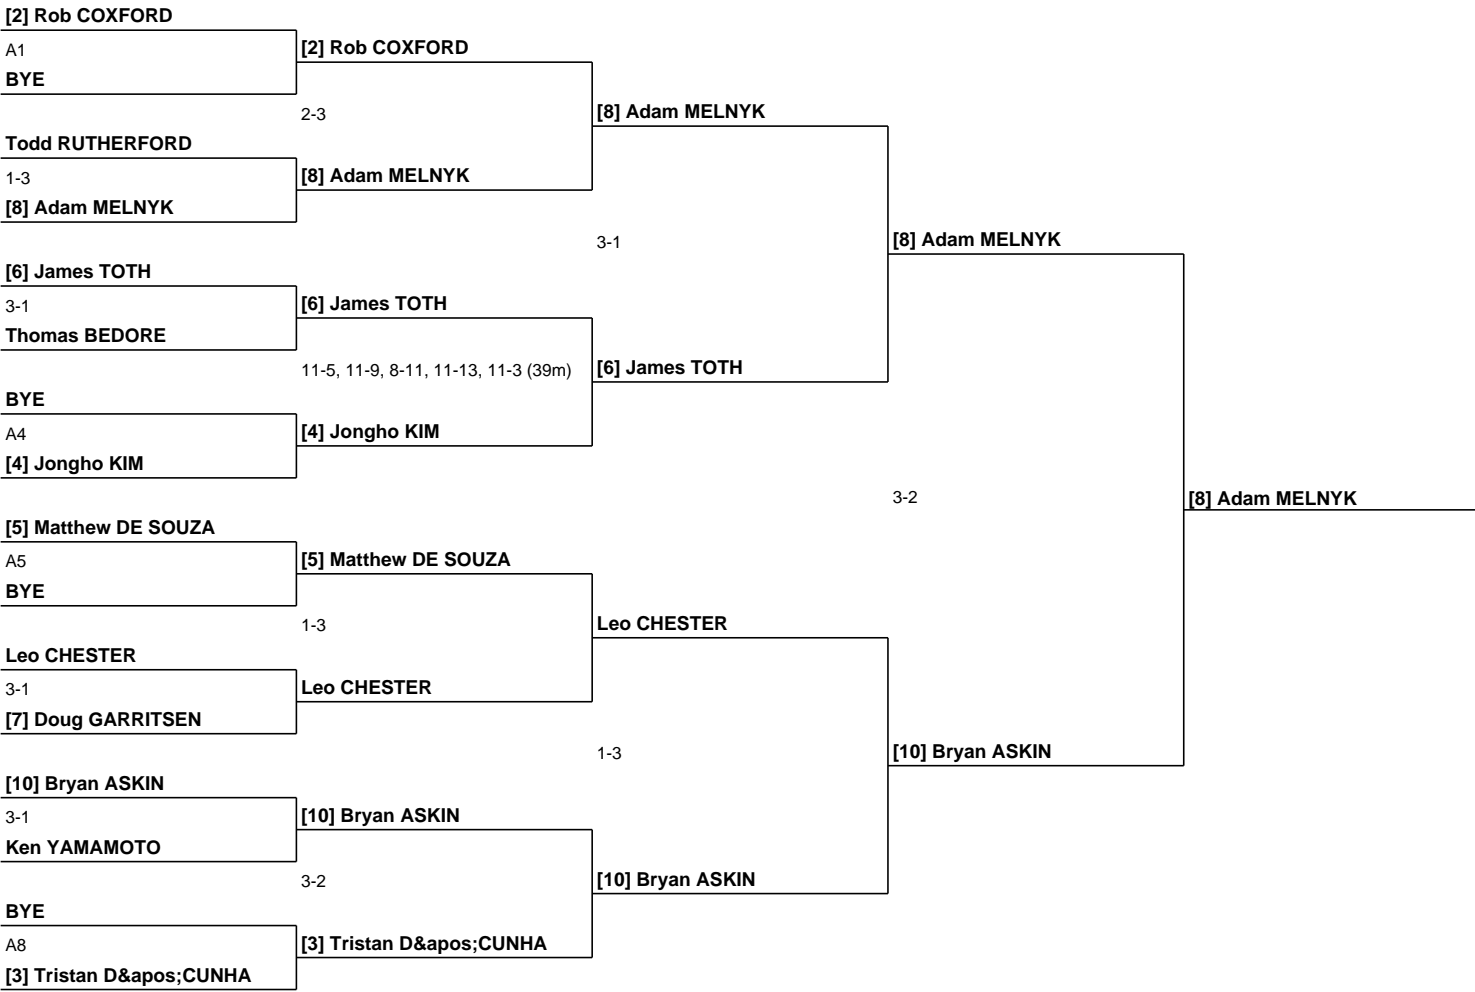 [2] Rob COXFORD
A1
BYE
[2] Rob COXFORD
2-3
Todd RUTHERFORD
1-3
[8] Adam MELNYK
[8] Adam MELNYK
[8] Adam MELNYK
3-1
[6] James TOTH
3-1
Thomas BEDORE
[6] James TOTH
11-5, 11-9, 8-11, 11-13, 11-3 (39m)
BYE
A4
[4] Jongho KIM
[4] Jongho KIM
[6] James TOTH
[8] Adam MELNYK
3-2
[5] Matthew DE SOUZA
A5
BYE
[5] Matthew DE SOUZA
1-3
Leo CHESTER
3-1
[7] Doug GARRITSEN
Leo CHESTER
Leo CHESTER
1-3
[10] Bryan ASKIN
3-1
Ken YAMAMOTO
[10] Bryan ASKIN
3-2
BYE
A8
[3] Tristan D&apos;CUNHA
[3] Tristan D&apos;CUNHA
[10] Bryan ASKIN
[10] Bryan ASKIN
[8] Adam MELNYK